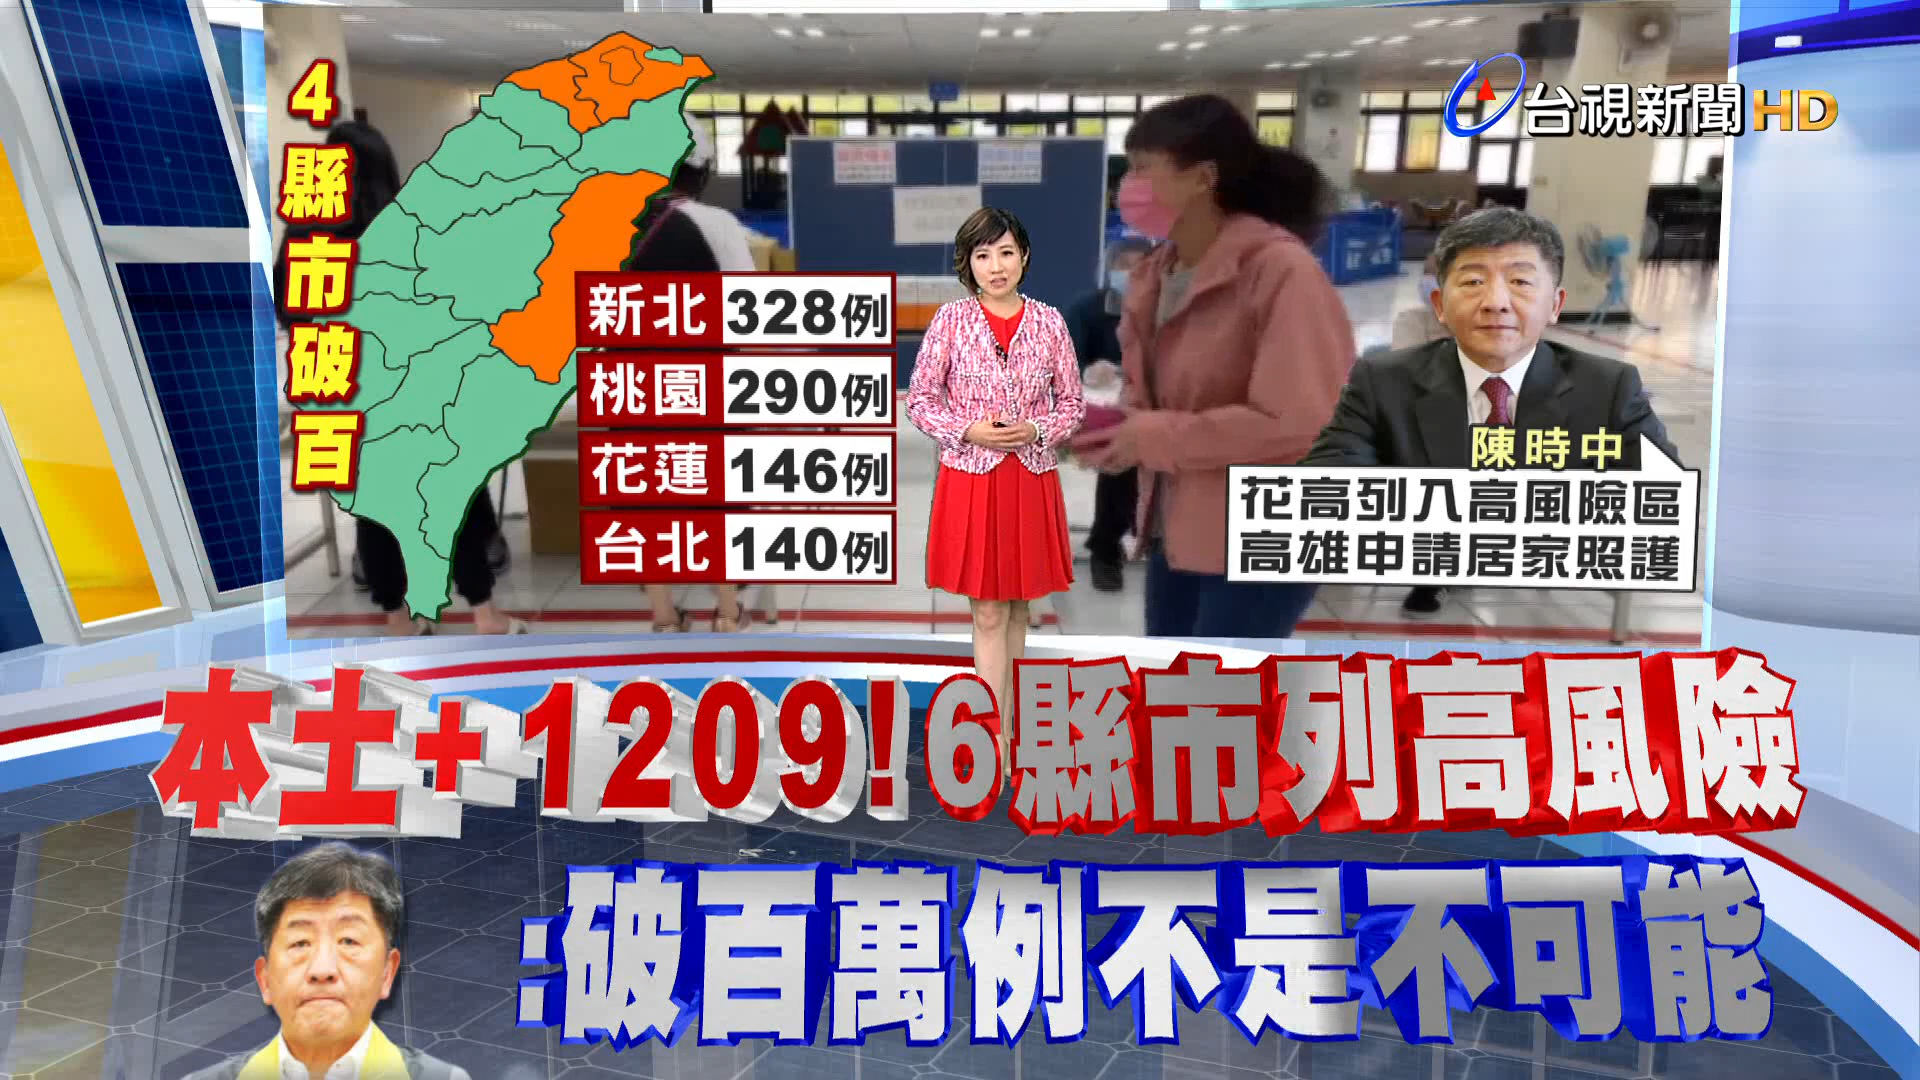 台視新聞HD
4縣市破百
新北 328例
桃園 290例
花蓮 146例
台北 140例
陳時中
花高列入高風險區
高雄申請居家照護
本土+1209!6縣市列高風險
:破百萬例不是不可能